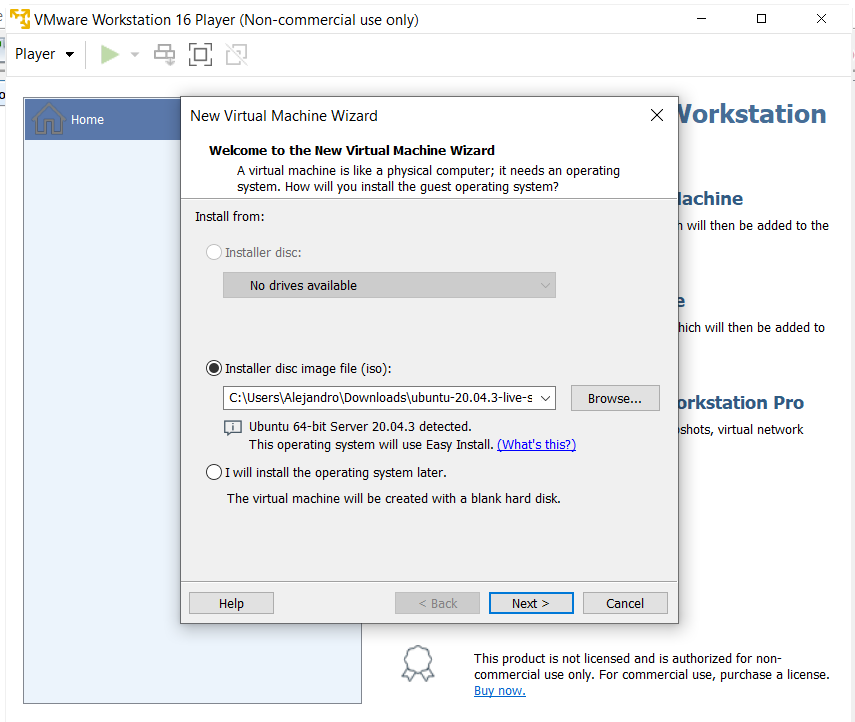 VMware Workstation 16 Player (Non-commercial use only)
Player
Home
Workstation
Machine
will then be added to the
which will then be added to
orkstation Pro
shots, virtual network
New Virtual Machine Wizard
Welcome to the New Virtual Machine Wizard
A virtual machine is like a physical computer; it needs an operating
system. How will you install the guest operating system?
Install from:
Installer disc:
No drives available
Installer disc image file (iso):
C:\Users\Alejandro\Downloads\ubuntu-20.04.3-live-s
Browse...
Ubuntu 64-bit Server 20.04.3 detected.
This operating system will use Easy Install. (What's this?)
I will install the operating system later.
The virtual machine will be created with a blank hard disk.
Help
< Back
Next >
Cancel
This product is not licensed and is authorized for non-
commercial use only. For commercial use, purchase a license.
Buy now.